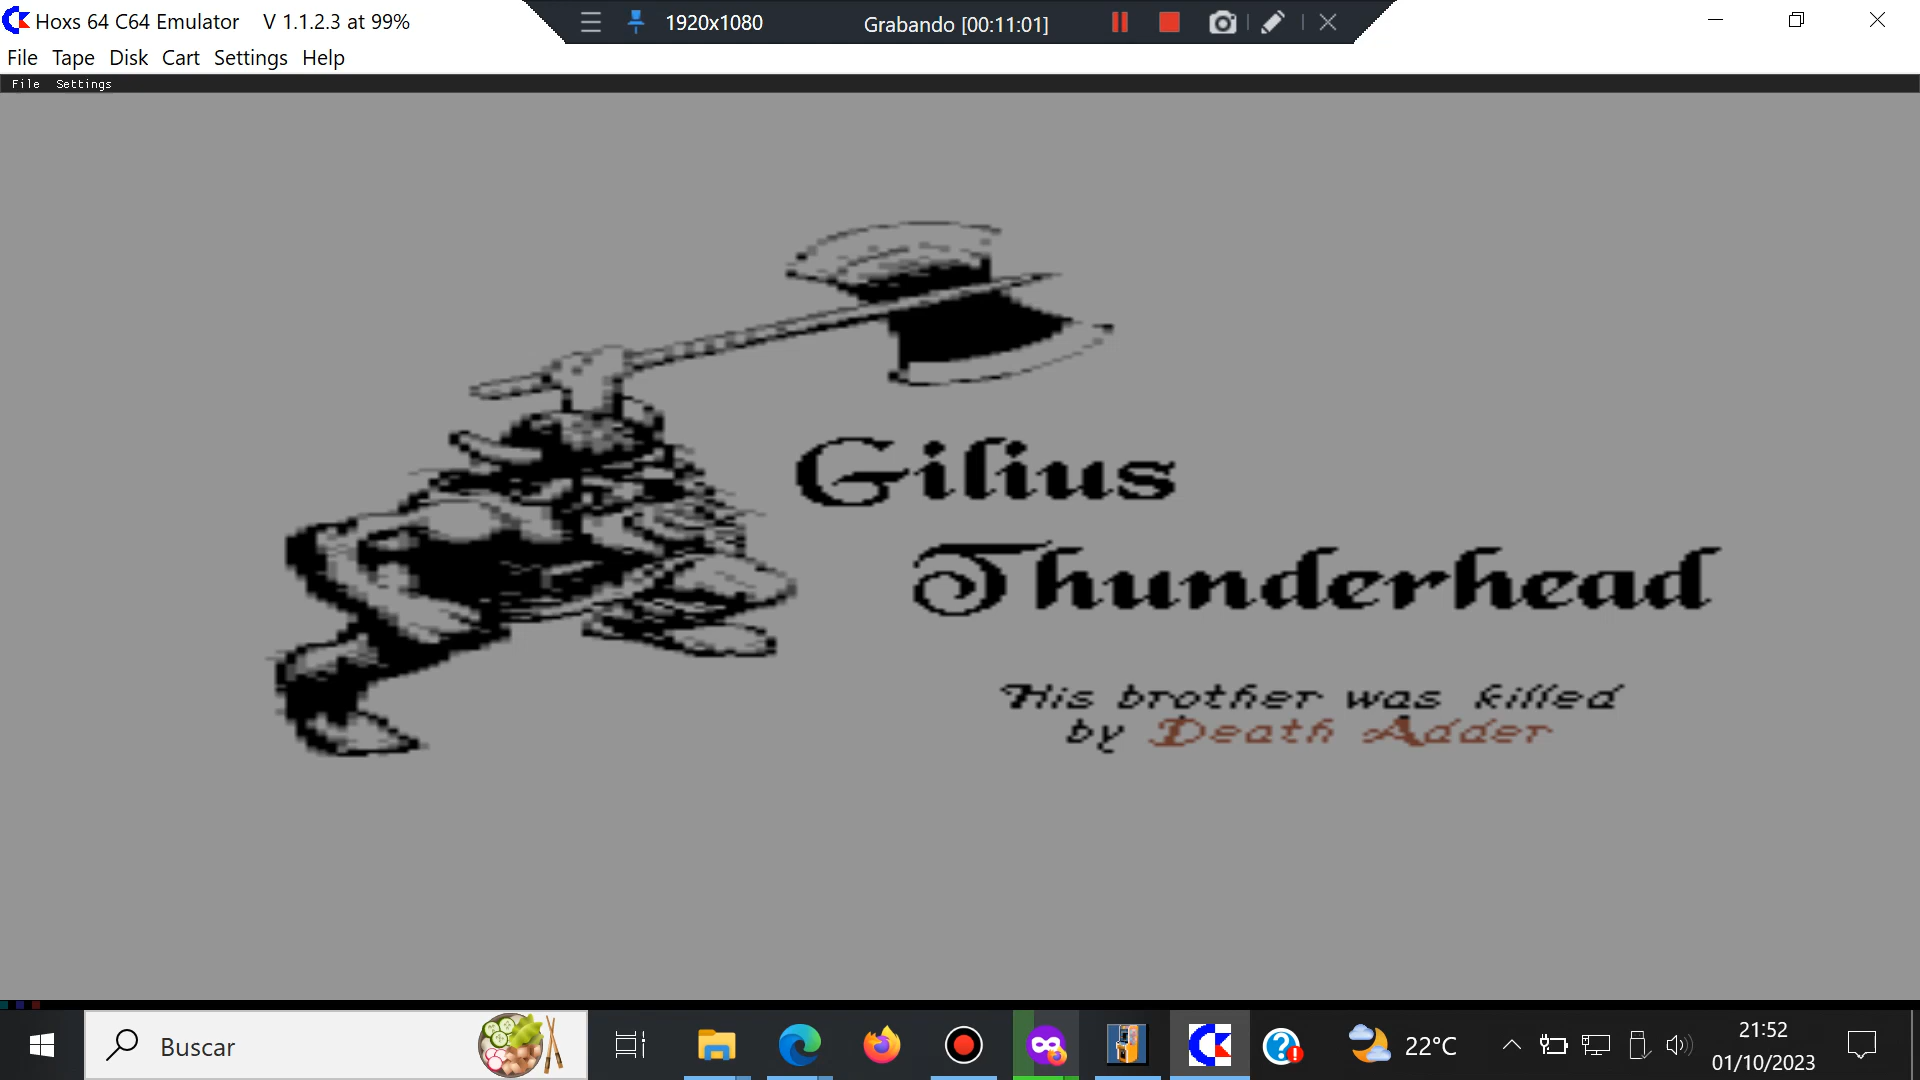 Hoxs 64 C64 Emulator V 1.1.2.3 at 99%
1920x1080 Grabando [00:11:01]
File Tape Disk Cart Settings Help
File Settings
Gilius
Thunderhead
His brother was killed
by Death Adder
Buscar
22°C
21:52
01/10/2023